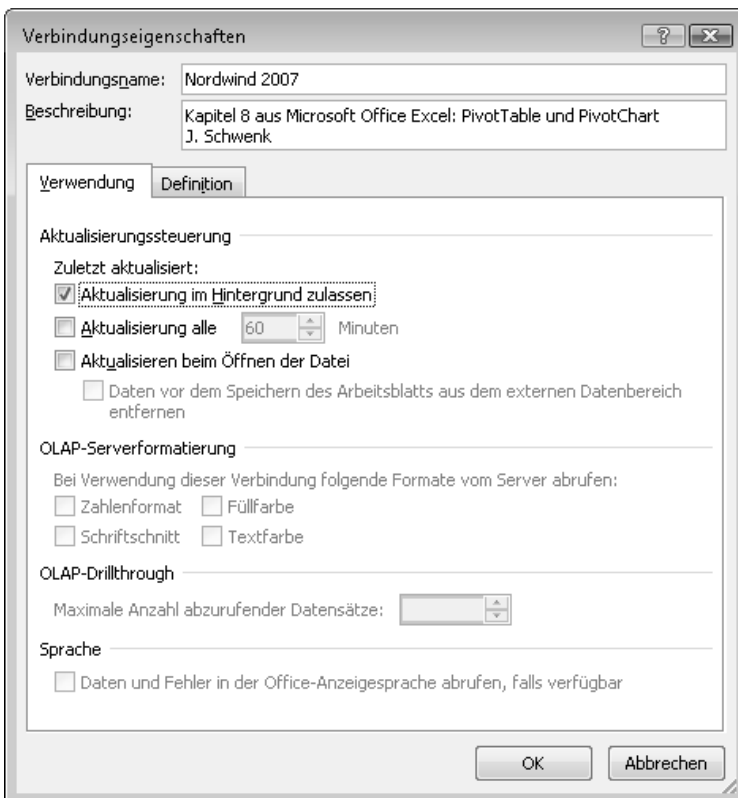 Verbindungseigenschaften
Verbindungsname: Nordwind 2007
Beschreibung: Kapitel 8 aus Microsoft Office Excel: PivotTable und PivotChart
J. Schwenk
Verwendung Definition
Aktualisierungssteuerung
Zuletzt aktualisiert:
Aktualisierung im Hintergrund zulassen
Aktualisierung alle 60 Minuten
Aktualisieren beim Öffnen der Datei
Daten vor dem Speichern des Arbeitsblatts aus dem externen Datenbereich
entfernen
OLAP-Serverformatierung
Bei Verwendung dieser Verbindung folgende Formate vom Server abrufen:
Zahlenformat Füllfarbe
Schriftschnitt Textfarbe
OLAP-Drillthrough
Maximale Anzahl abzurufender Datensätze:
Sprache
Daten und Fehler in der Office-Anzeigesprache abrufen, falls verfügbar
OK Abbrechen